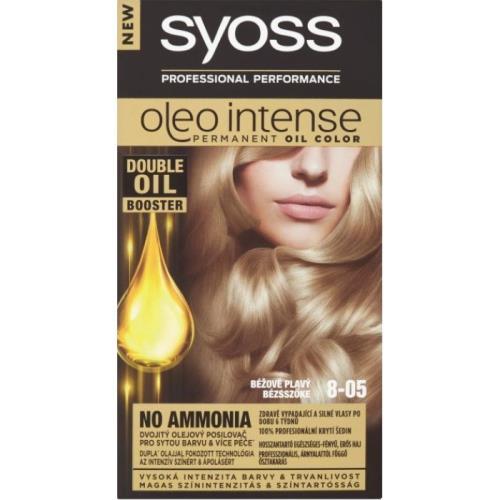 NEW
syoss
PROFESSIONAL PERFORMANCE
oleo intense
PERMANENT OIL COLOR
DOUBLE
OIL
BOOSTER
BÉŽOVĚ PLAVÝ
BÉZSSZŐKE
8-05
NO AMMONIA
DVOJITÝ OLEJOVÝ POSILOVAČ
PRO SYTOU BARVU & VÍCE PÉČE*
DUPLA* OLAJJAL FOKOZOTT TECHNOLÓGIA
AZ INTENZÍV SZÍNÉRT & ÁPOLÁSÉRT
ZDRAVĚ VYPADAJÍCÍ A SILNÉ VLASY PO
DOBU 6 TÝDNŮ
100% PROFESIONÁLNÍ KRYTÍ ŠEDIN
HOSSZANTARTÓ EGÉSZSÉGES-FÉNYŰ, ERŐS HAJ
PROFESSZIONÁLIS, ÁRNYALATTÓL FÜGGŐ
ŐSZTAKARÁS
VYSOKÁ INTENZITA BARVY & TRVANLIVOST
MAGAS SZÍNINTENZITÁS & SZÍNTARTÓSSÁG